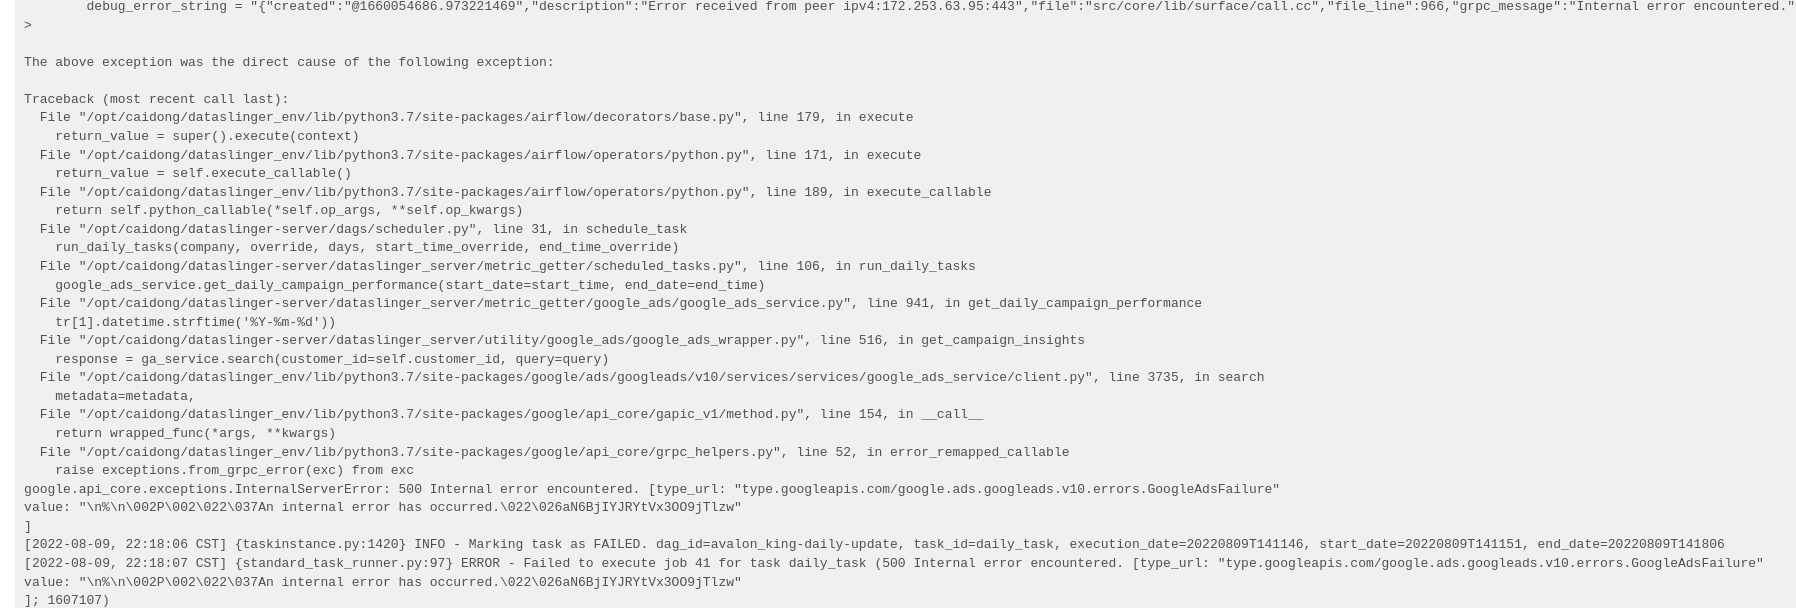 debug_error_string = "{"created":"@1660054686.973221469","description":"Error received from peer ipv4:172.253.63.95:443","file":"src/core/lib/surface/call.cc","file_line":966,"grpc_message":"Internal error encountered."
>
The above exception was the direct cause of the following exception:
Traceback (most recent call last):
File "/opt/caidong/dataslinger_env/lib/python3.7/site-packages/airflow/decorators/base.py", line 179, in execute
return_value = super().execute(context)
File "/opt/caidong/dataslinger_env/lib/python3.7/site-packages/airflow/operators/python.py", line 171, in execute
return_value = self.execute_callable()
File "/opt/caidong/dataslinger_env/lib/python3.7/site-packages/airflow/operators/python.py", line 189, in execute_callable
return self.python_callable(*self.op_args, **self.op_kwargs)
File "/opt/caidong/dataslinger-server/dags/scheduler.py", line 31, in schedule_task
run_daily_tasks(company, override, days, start_time_override, end_time_override)
File "/opt/caidong/dataslinger-server/dataslinger_server/metric_getter/scheduled_tasks.py", line 106, in run_daily_tasks
google_ads_service.get_daily_campaign_performance(start_date=start_time, end_date=end_time)
File "/opt/caidong/dataslinger-server/dataslinger_server/metric_getter/google_ads/google_ads_service.py", line 941, in get_daily_campaign_performance
tr[1].datetime.strftime('%Y-%m-%d'))
File "/opt/caidong/dataslinger-server/dataslinger_server/utility/google_ads/google_ads_wrapper.py", line 516, in get_campaign_insights
response = ga_service.search(customer_id=self.customer_id, query=query)
File "/opt/caidong/dataslinger_env/lib/python3.7/site-packages/google/ads/googleads/v10/services/services/google_ads_service/client.py", line 3735, in search
metadata=metadata,
File "/opt/caidong/dataslinger_env/lib/python3.7/site-packages/google/api_core/gapic_v1/method.py", line 154, in __call__
return wrapped_func(*args, **kwargs)
File "/opt/caidong/dataslinger_env/lib/python3.7/site-packages/google/api_core/grpc_helpers.py", line 52, in error_remapped_callable
raise exceptions.from_grpc_error(exc) from exc
google.api_core.exceptions.InternalServerError: 500 Internal error encountered. [type_url: "type.googleapis.com/google.ads.googleads.v10.errors.GoogleAdsFailure"
value: "\n%\n\002P\002\022\037An internal error has occurred.\022\026aN6BjIYJRYtVx3OO9jTlzw"
]
[2022-08-09, 22:18:06 CST] {taskinstance.py:1420} INFO - Marking task as FAILED. dag_id=avalon_king-daily-update, task_id=daily_task, execution_date=20220809T141146, start_date=20220809T141151, end_date=20220809T141806
[2022-08-09, 22:18:07 CST] {standard_task_runner.py:97} ERROR - Failed to execute job 41 for task daily_task (500 Internal error encountered. [type_url: "type.googleapis.com/google.ads.googleads.v10.errors.GoogleAdsFailure"
value: "\n%\n\002P\002\022\037An internal error has occurred.\022\026aN6BjIYJRYtVx3OO9jTlzw"
]; 1607107)